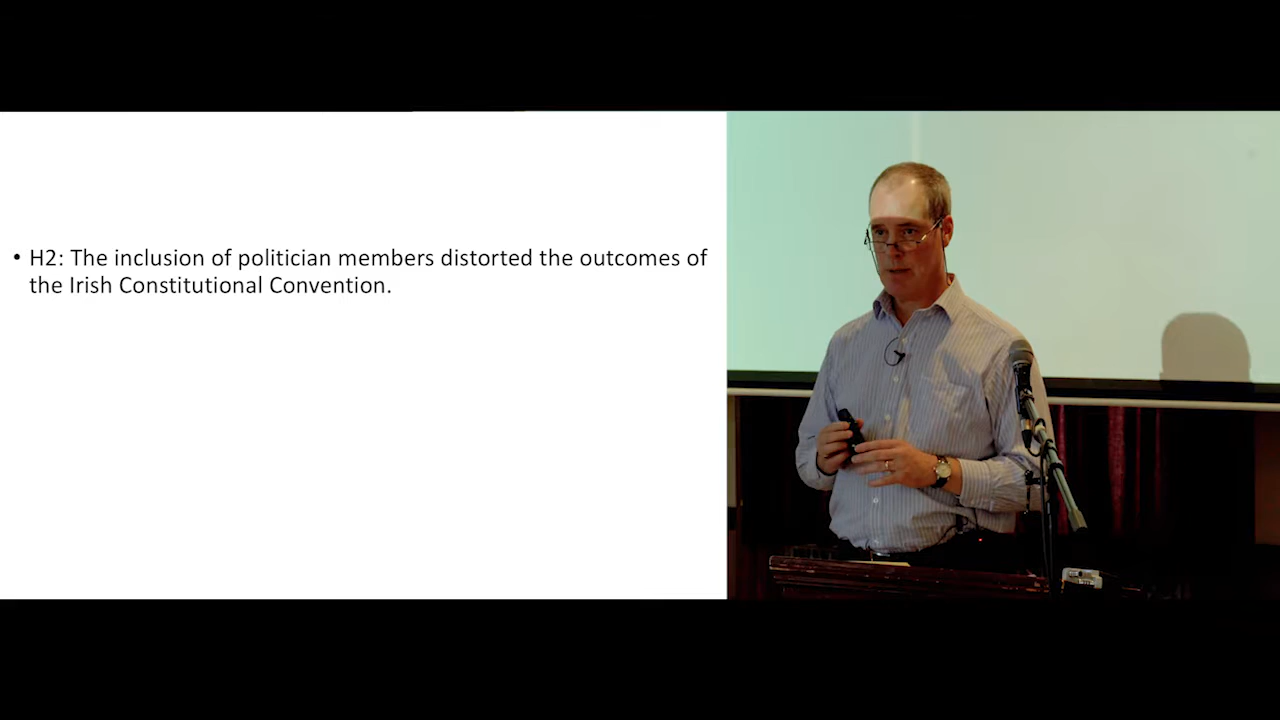 • H2: The inclusion of politician members distorted the outcomes of
the Irish Constitutional Convention.